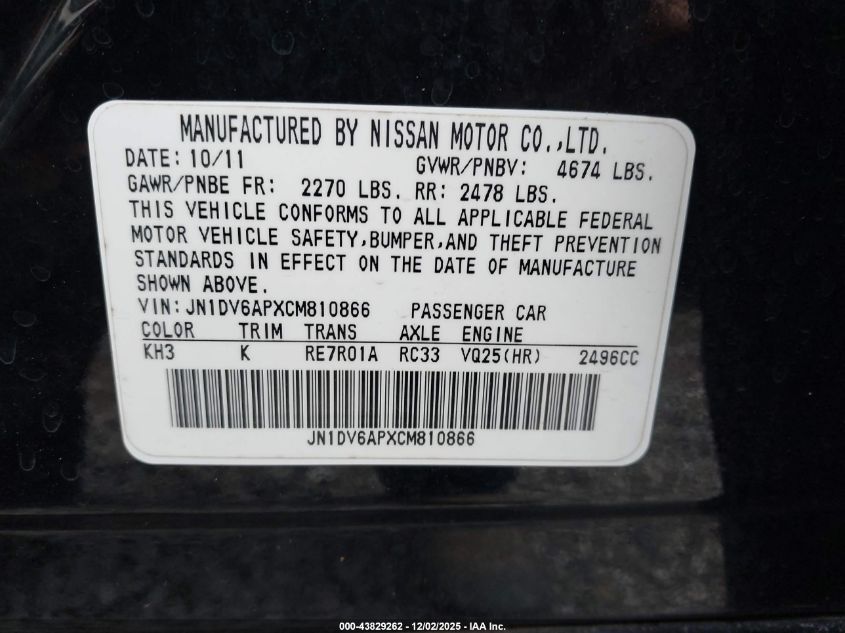 MANUFACTURED BY NISSAN MOTOR CO.,LTD.
DATE: 10/11 GVWR/PNBV: 4674 LBS.
GAWR/PNBE FR: 2270 LBS. RR: 2478 LBS.
THIS VEHICLE CONFORMS TO ALL APPLICABLE FEDERAL
MOTOR VEHICLE SAFETY,BUMPER,AND THEFT PREVENTION
STANDARDS IN EFFECT ON THE DATE OF MANUFACTURE
SHOWN ABOVE.
VIN:JN1DV6APXCM810866 PASSENGER CAR
COLOR TRIM TRANS AXLE ENGINE
KH3 K RE7R01A RC33 VQ25(HR) 2496CC
JN1DV6APXCM810866
000-43829262 - 12/02/2025 - IAA Inc.